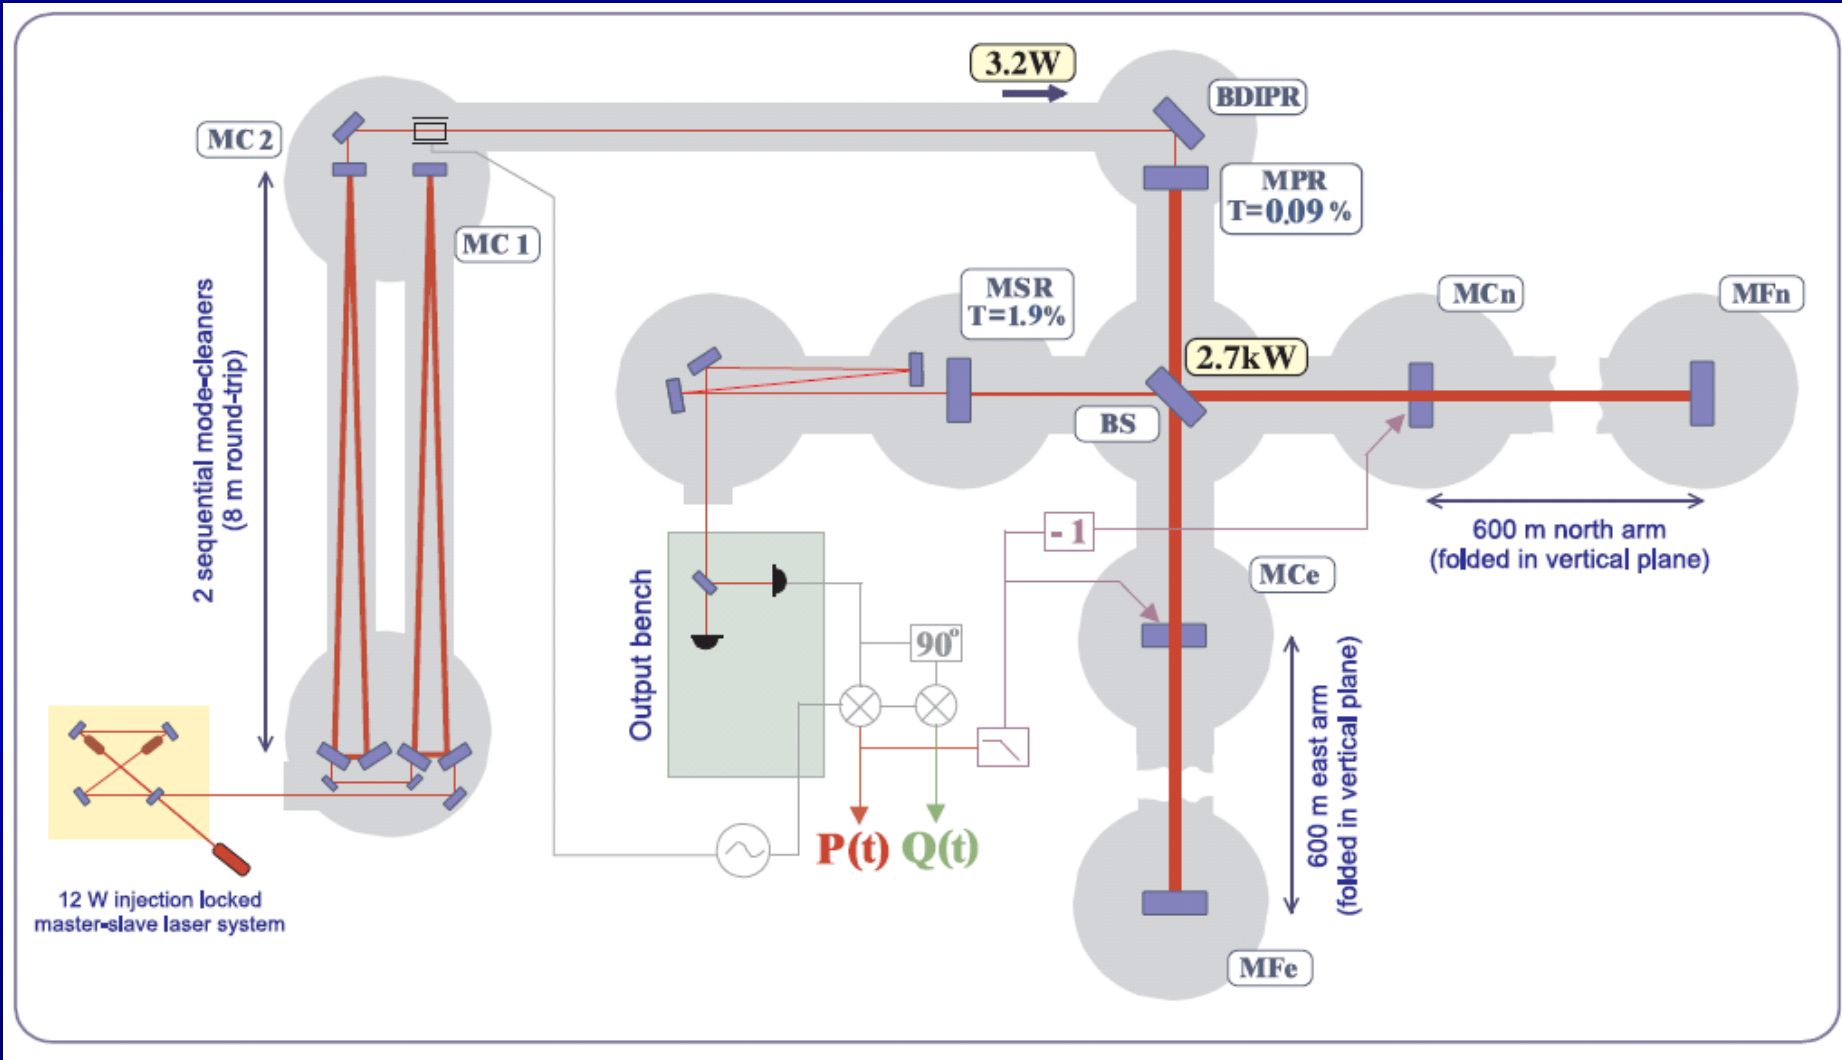 3.2W
BDIPR
MC 2
MPR
T=0.09 %
MC 1
MSR
T=1.9%
MCn
MFn
2.7kW
BS
2 sequential mode-cleaners
(8 m round-trip)
- 1
600 m north arm
(folded in vertical plane)
MCe
Output bench
90°
600 m east arm
(folded in vertical plane)
P(t)
Q(t)
12 W injection locked
master-slave laser system
MFe